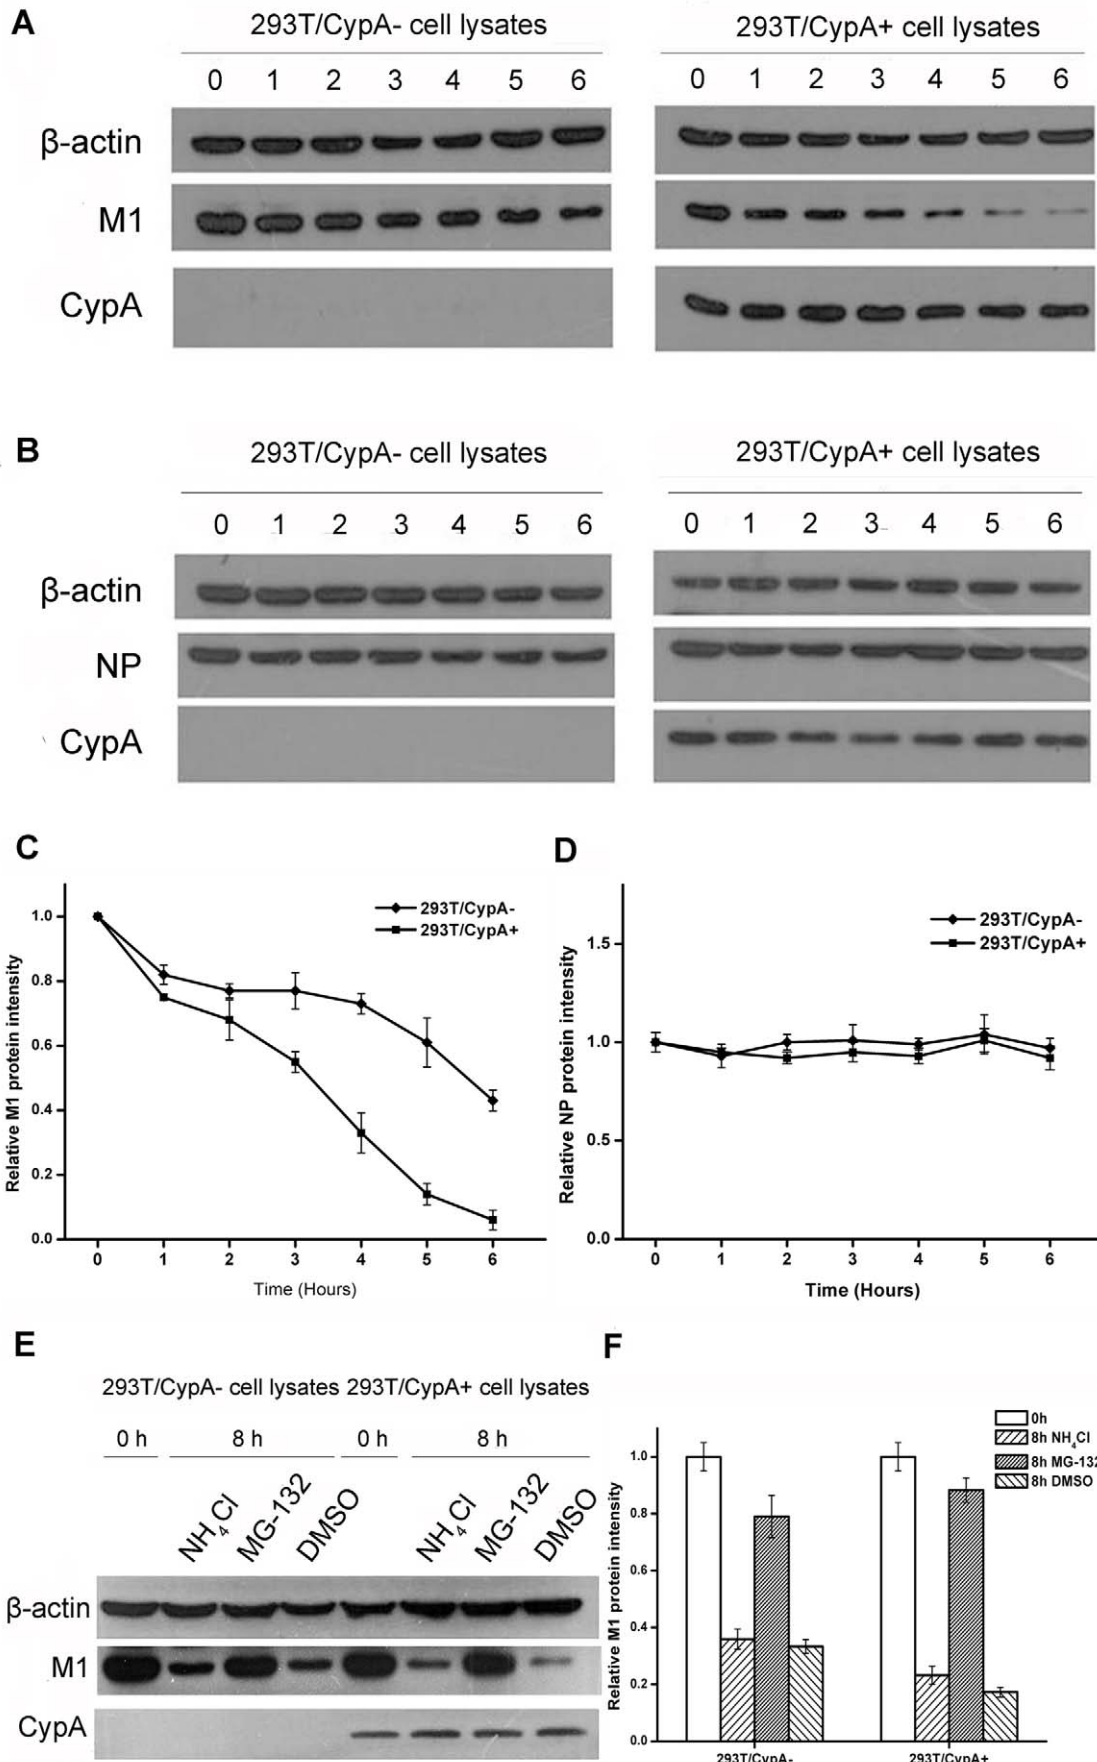 A
293T/CypA- cell lysates
293T/CypA+ cell lysates
0 1 2 3 4 5 6
0 1 2 3 4 5 6
β-actin
M1
CypA
B
293T/CypA- cell lysates
293T/CypA+ cell lysates
0 1 2 3 4 5 6
0 1 2 3 4 5 6
β-actin
NP
CypA
C
Relative M1 protein intensity
1.0
0.8
0.6
0.4
0.2
0.0
293T/CypA-
293T/CypA+
0 1 2 3 4 5 6
Time (Hours)
D
Relative NP protein intensity
1.5
1.0
0.5
0.0
293T/CypA-
293T/CypA+
0 1 2 3 4 5 6
Time (Hours)
E
293T/CypA- cell lysates 293T/CypA+ cell lysates
0 h 8 h 0 h 8 h
NH4Cl MG-132 DMSO NH4Cl MG-132 DMSO
β-actin
M1
CypA
F
Relative M1 protein intensity
1.0
0.8
0.6
0.4
0.2
0.0
0h
8h NH4Cl
8h MG-132
8h DMSO
293T/CypA- 293T/CypA+